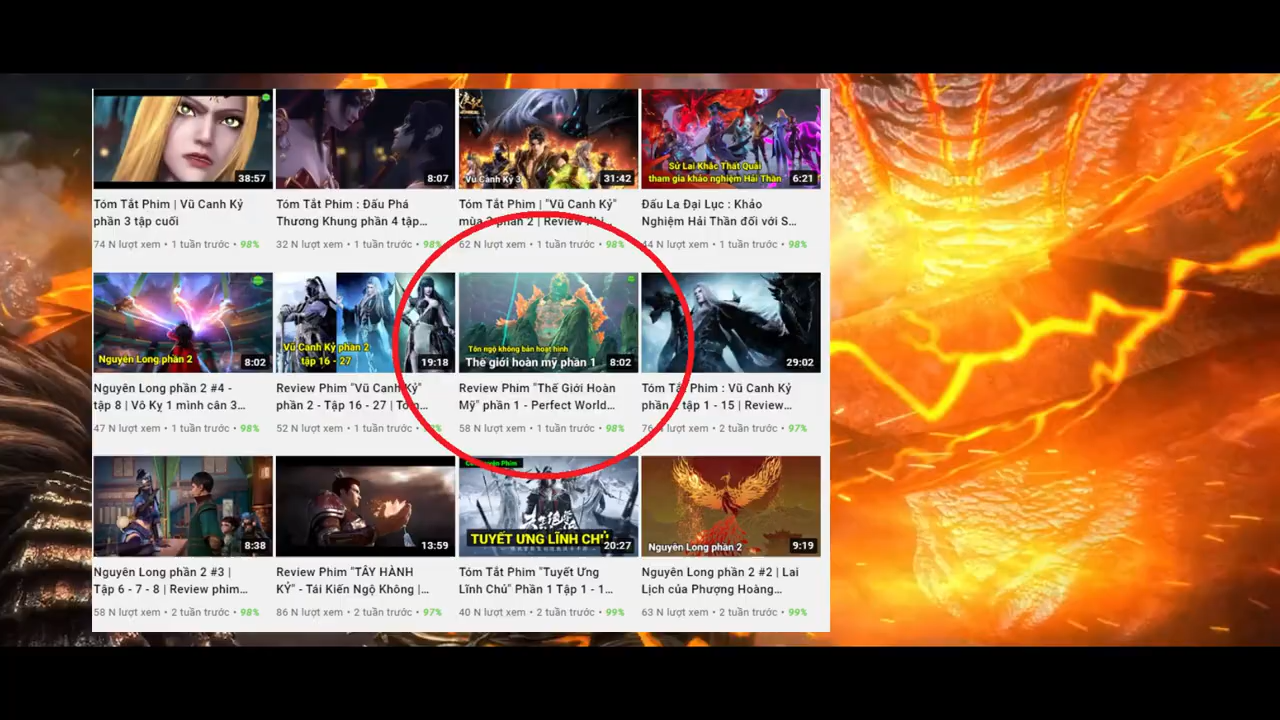 38:57
8:07
Vũ Canh Kỷ 3
31:42
Sử Lai Khắc Thất Quái
tham gia khảo nghiệm Hải Thần
6:21
Tóm Tắt Phim | Vũ Canh Kỷ
phần 3 tập cuối
74 N lượt xem • 1 tuần trước • 98%
Tóm Tắt Phim : Đấu Phá
Thương Khung phần 4 tập...
32 N lượt xem • 1 tuần trước • 98%
Tóm Tắt Phim | "Vũ Canh Kỷ"
mùa 3 phần 2 | Review Phi...
62 N lượt xem • 1 tuần trước • 98%
Đấu La Đại Lục : Khảo
Nghiệm Hải Thần đối với S...
44 N lượt xem • 1 tuần trước • 98%
Nguyên Long phần 2
8:02
Vũ Canh Kỷ phần 2
tập 16 - 27
19:18
Tôn ngộ không bản hoạt hình
Thế giới hoàn mỹ phần 1
8:02
29:02
Nguyên Long phần 2 #4 -
tập 8 | Vô Kỵ 1 mình cân 3...
47 N lượt xem • 1 tuần trước • 98%
Review Phim "Vũ Canh Kỷ"
phần 2 - Tập 16 - 27 | Tóm...
52 N lượt xem • 1 tuần trước •
Review Phim "Thế Giới Hoàn
Mỹ" phần 1 - Perfect World...
58 N lượt xem • 1 tuần trước • 98%
Tóm Tắt Phim : Vũ Canh Kỷ
phần 2 tập 1 - 15 | Review...
76 N lượt xem • 2 tuần trước • 97%
8:38
13:59
TUYẾT ƯNG LĨNH CHỦ
20:27
Nguyên Long phần 2
9:19
Nguyên Long phần 2 #3 |
Tập 6 - 7 - 8 | Review phim...
58 N lượt xem • 2 tuần trước • 98%
Review Phim "TÂY HÀNH
KỶ" - Tái Kiến Ngộ Không |...
86 N lượt xem • 2 tuần trước • 97%
Tóm Tắt Phim "Tuyết Ưng
Lĩnh Chủ" Phần 1 Tập 1 - 1...
40 N lượt xem • 2 tuần trước • 99%
Nguyên Long phần 2 #2 | Lai
Lịch của Phượng Hoàng...
63 N lượt xem • 2 tuần trước • 99%